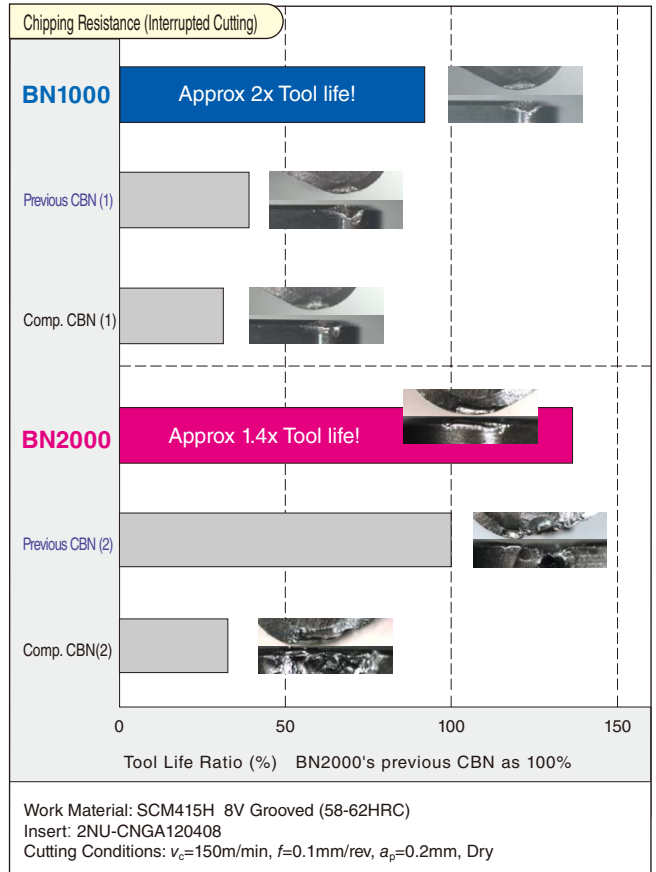 Chipping Resistance (Interrupted Cutting)
BN1000
Approx 2x Tool life!
Previous CBN (1)
Comp. CBN (1)
BN2000
Approx 1.4x Tool life!
Previous CBN (2)
Comp. CBN(2)
0 50 100 150
Tool Life Ratio (%) BN2000's previous CBN as 100%
Work Material: SCM415H 8V Grooved (58-62HRC)
Insert: 2NU-CNGA120408
Cutting Conditions: vc=150m/min, f=0.1mm/rev, ap=0.2mm, Dry